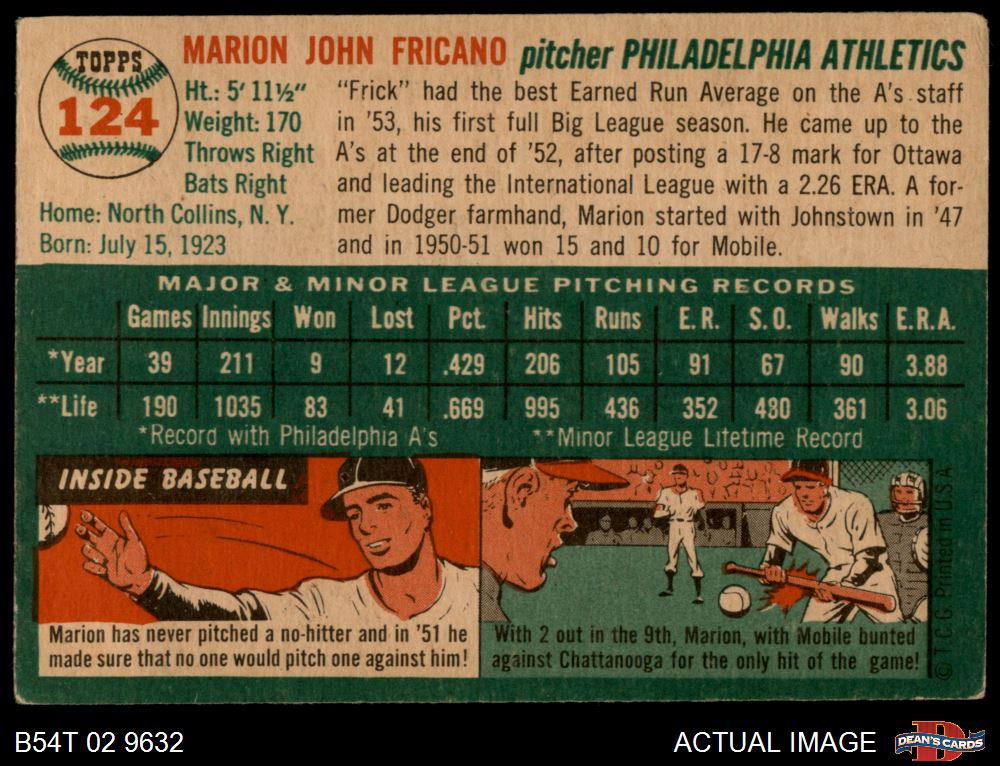 TOPPS
124
MARION JOHN FRICANO pitcher PHILADELPHIA ATHLETICS
Ht.: 5' 11½"
Weight: 170
Throws Right
Bats Right
Home: North Collins, N. Y.
Born: July 15, 1923
"Frick" had the best Earned Run Average on the A's staff
in '53, his first full Big League season. He came up to the
A's at the end of '52, after posting a 17-8 mark for Ottawa
and leading the International League with a 2.26 ERA. A for-
mer Dodger farmhand, Marion started with Johnstown in '47
and in 1950-51 won 15 and 10 for Mobile.
MAJOR & MINOR LEAGUE PITCHING RECORDS
Games Innings Won Lost Pct. Hits Runs E. R. S. O. Walks E.R.A.
*Year 39 211 9 12 .429 206 105 91 67 90 3.88
**Life 190 1035 83 41 .669 995 436 352 480 361 3.06
*Record with Philadelphia A's **Minor League Lifetime Record
INSIDE BASEBALL
Marion has never pitched a no-hitter and in '51 he
made sure that no one would pitch one against him!
With 2 out in the 9th, Marion, with Mobile bunted
against Chattanooga for the only hit of the game!
© T. C. G. Printed in U. S. A.
B54T 02 9632
ACTUAL IMAGE
D
DEAN'S CARDS